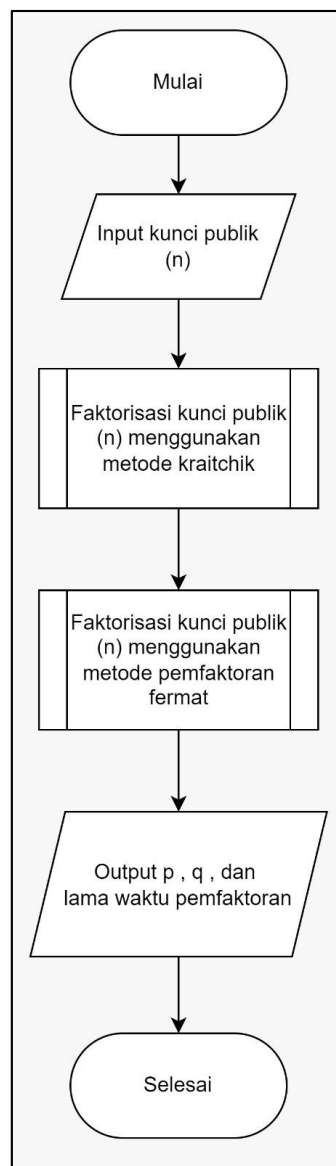 Mulai
Input kunci publik
(n)
Faktorisasi kunci publik
(n) menggunakan
metode kraitchik
Faktorisasi kunci publik
(n) menggunakan
metode pemfaktoran
fermat
Output p , q , dan
lama waktu pemfaktoran
Selesai